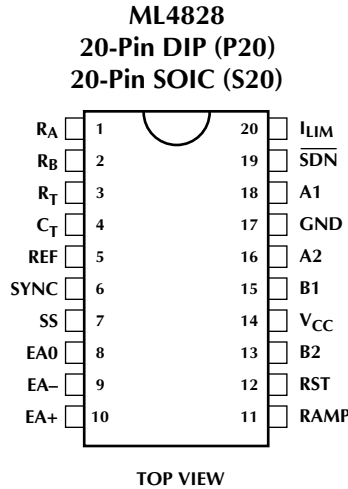 ML4828
20-Pin DIP (P20)
20-Pin SOIC (S20)
RA 1 20 ILIM
RB 2 19 SDN
RT 3 18 A1
CT 4 17 GND
REF 5 16 A2
SYNC 6 15 B1
SS 7 14 VCC
EA0 8 13 B2
EA– 9 12 RST
EA+ 10 11 RAMP
TOP VIEW